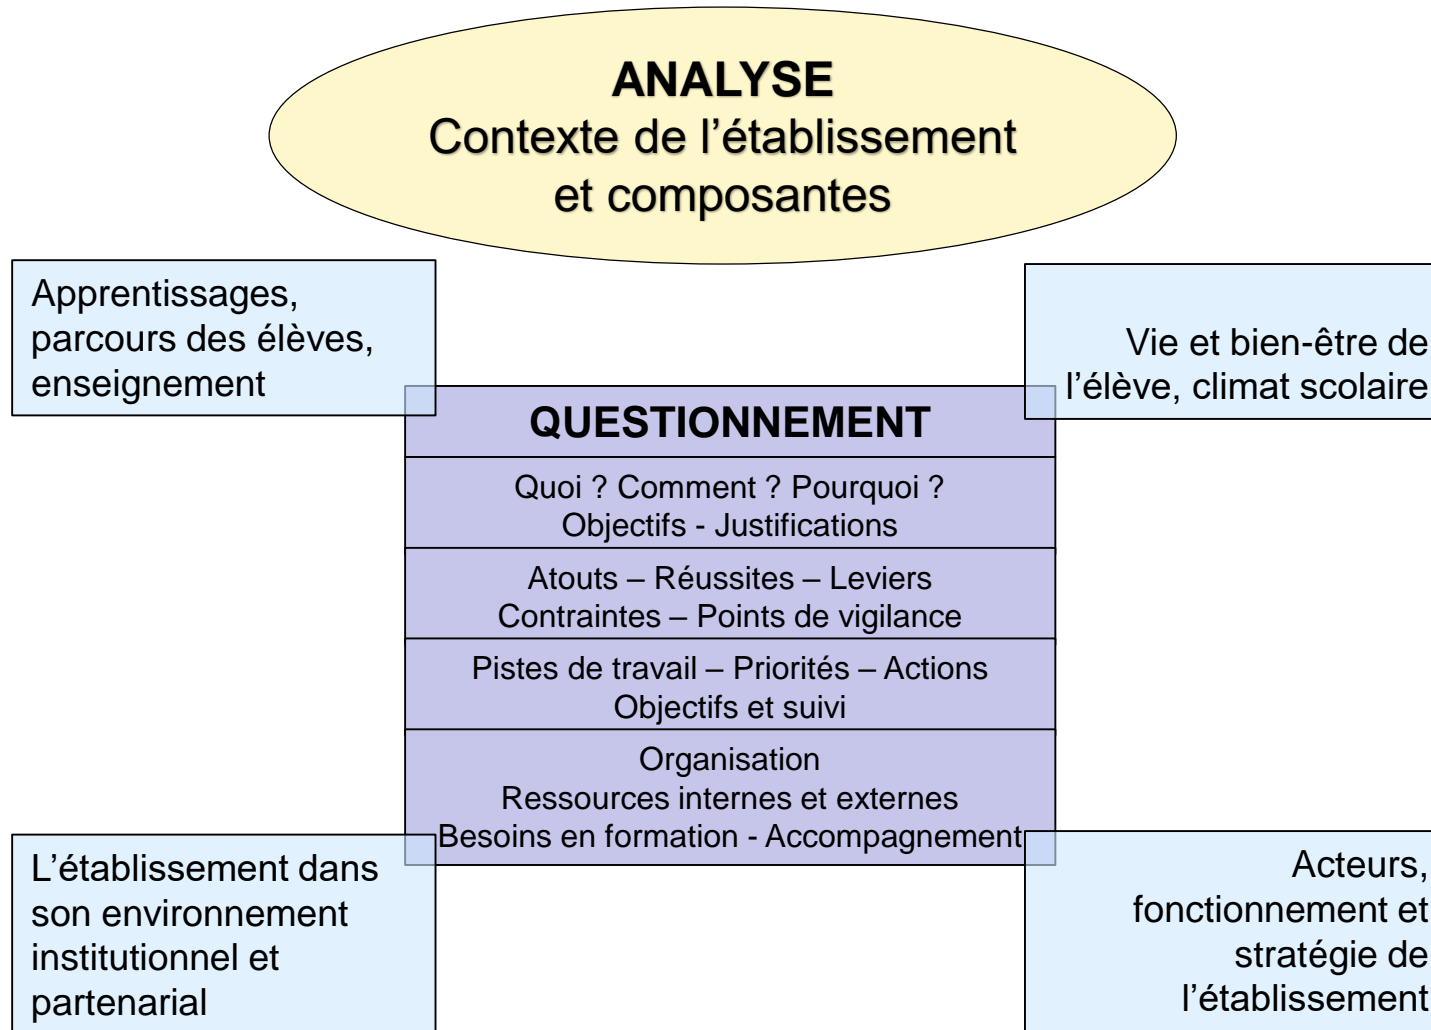 ANALYSE
Contexte de l’établissement
et composantes
Apprentissages,
parcours des élèves,
enseignement
Vie et bien-être de
l’élève, climat scolaire
QUESTIONNEMENT
Quoi ? Comment ? Pourquoi ?
Objectifs - Justifications
Atouts – Réussites – Leviers
Contraintes – Points de vigilance
Pistes de travail – Priorités – Actions
Objectifs et suivi
Organisation
Ressources internes et externes
Besoins en formation - Accompagnement
L’établissement dans
son environnement
institutionnel et
partenarial
Acteurs,
fonctionnement et
stratégie de
l’établissement